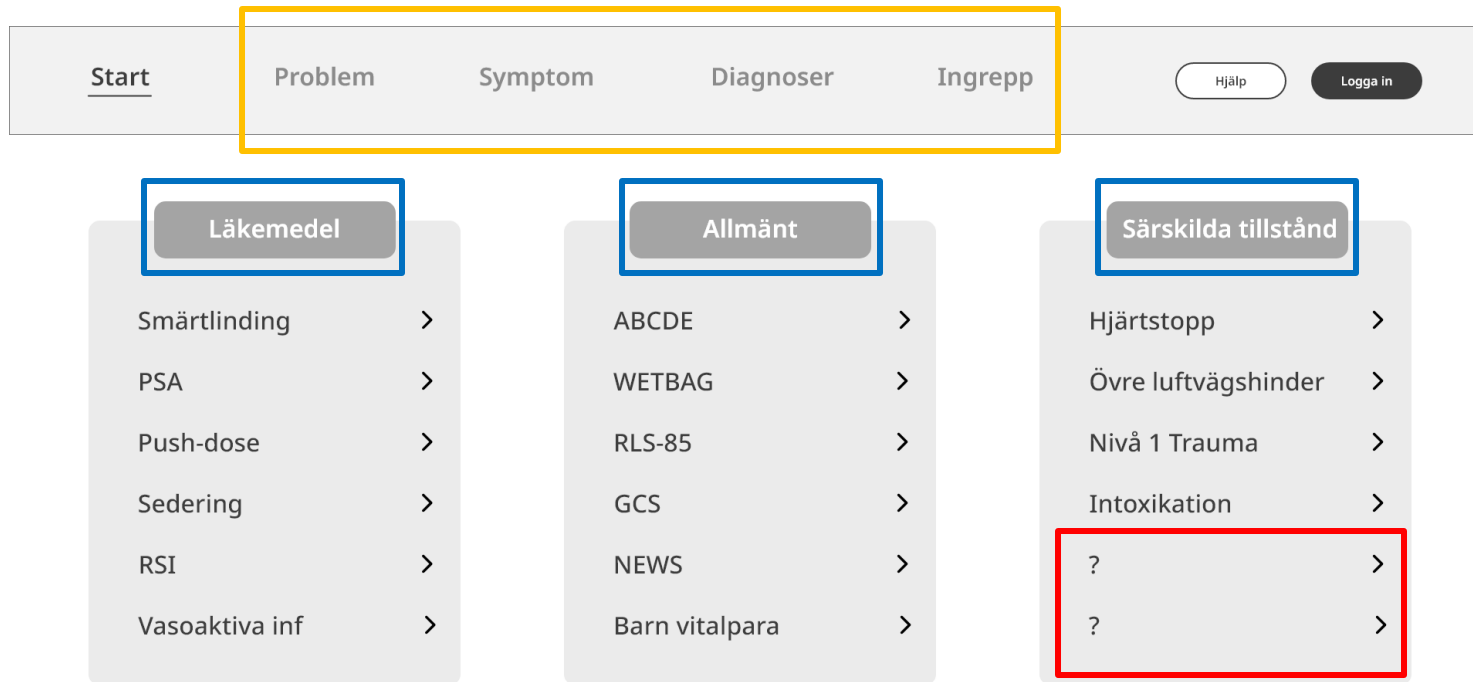 Start
Problem
Symptom
Diagnoser
Ingrepp
Hjälp
Logga in
Läkemedel
Smärtlinding
PSA
Push-dose
Sedering
RSI
Vasoaktiva inf
Allmänt
ABCDE
WETBAG
RLS-85
GCS
NEWS
Barn vitalpara
Särskilda tillstånd
Hjärtstopp
Övre luftvägshinder
Nivå 1 Trauma
Intoxikation
?
?